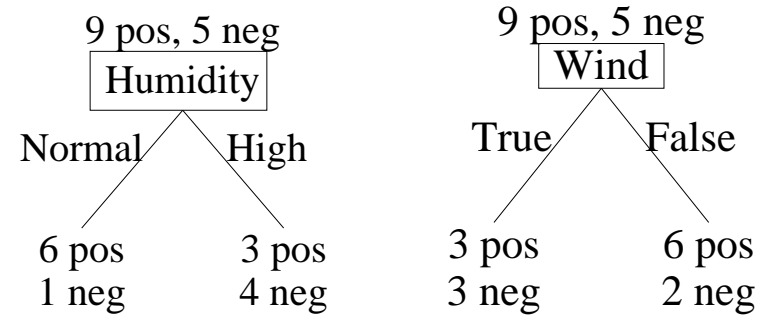 9 pos, 5 neg
Humidity
Normal High
6 pos 3 pos
1 neg 4 neg
9 pos, 5 neg
Wind
True False
3 pos 6 pos
3 neg 2 neg